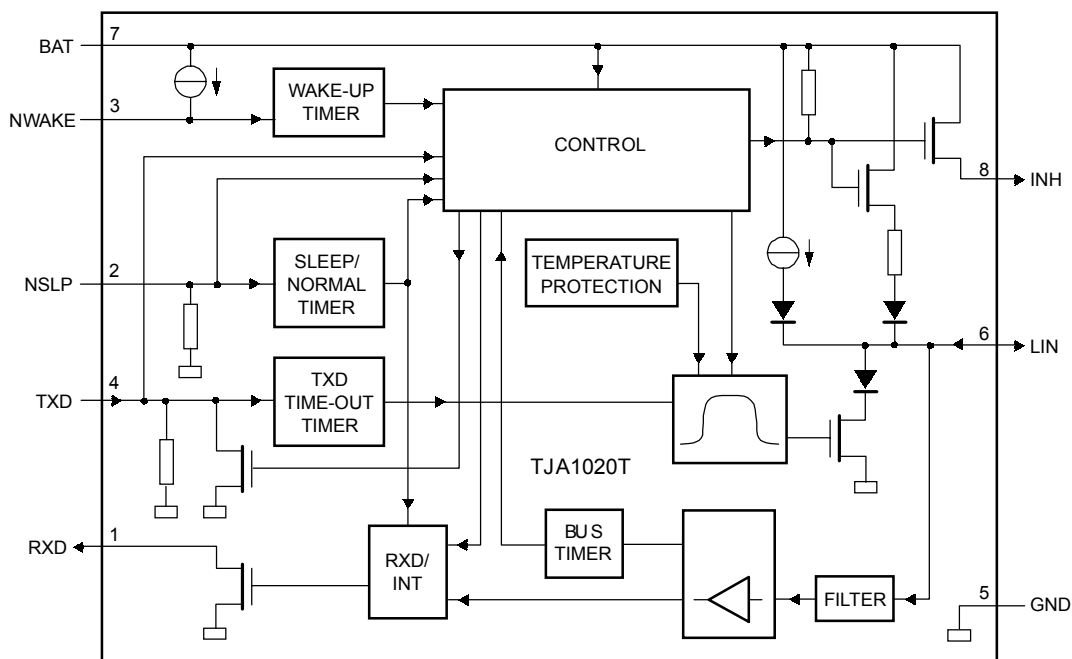 7
BAT
3
NWAKE
WAKE-UP
TIMER
CONTROL
8
INH
2
NSLP
SLEEP/
NORMAL
TIMER
TEMPERATURE
PROTECTION
6
LIN
4
TXD
TXD
TIME-OUT
TIMER
TJA1020T
1
RXD
RXD/
INT
BUS
TIMER
FILTER
5
GND